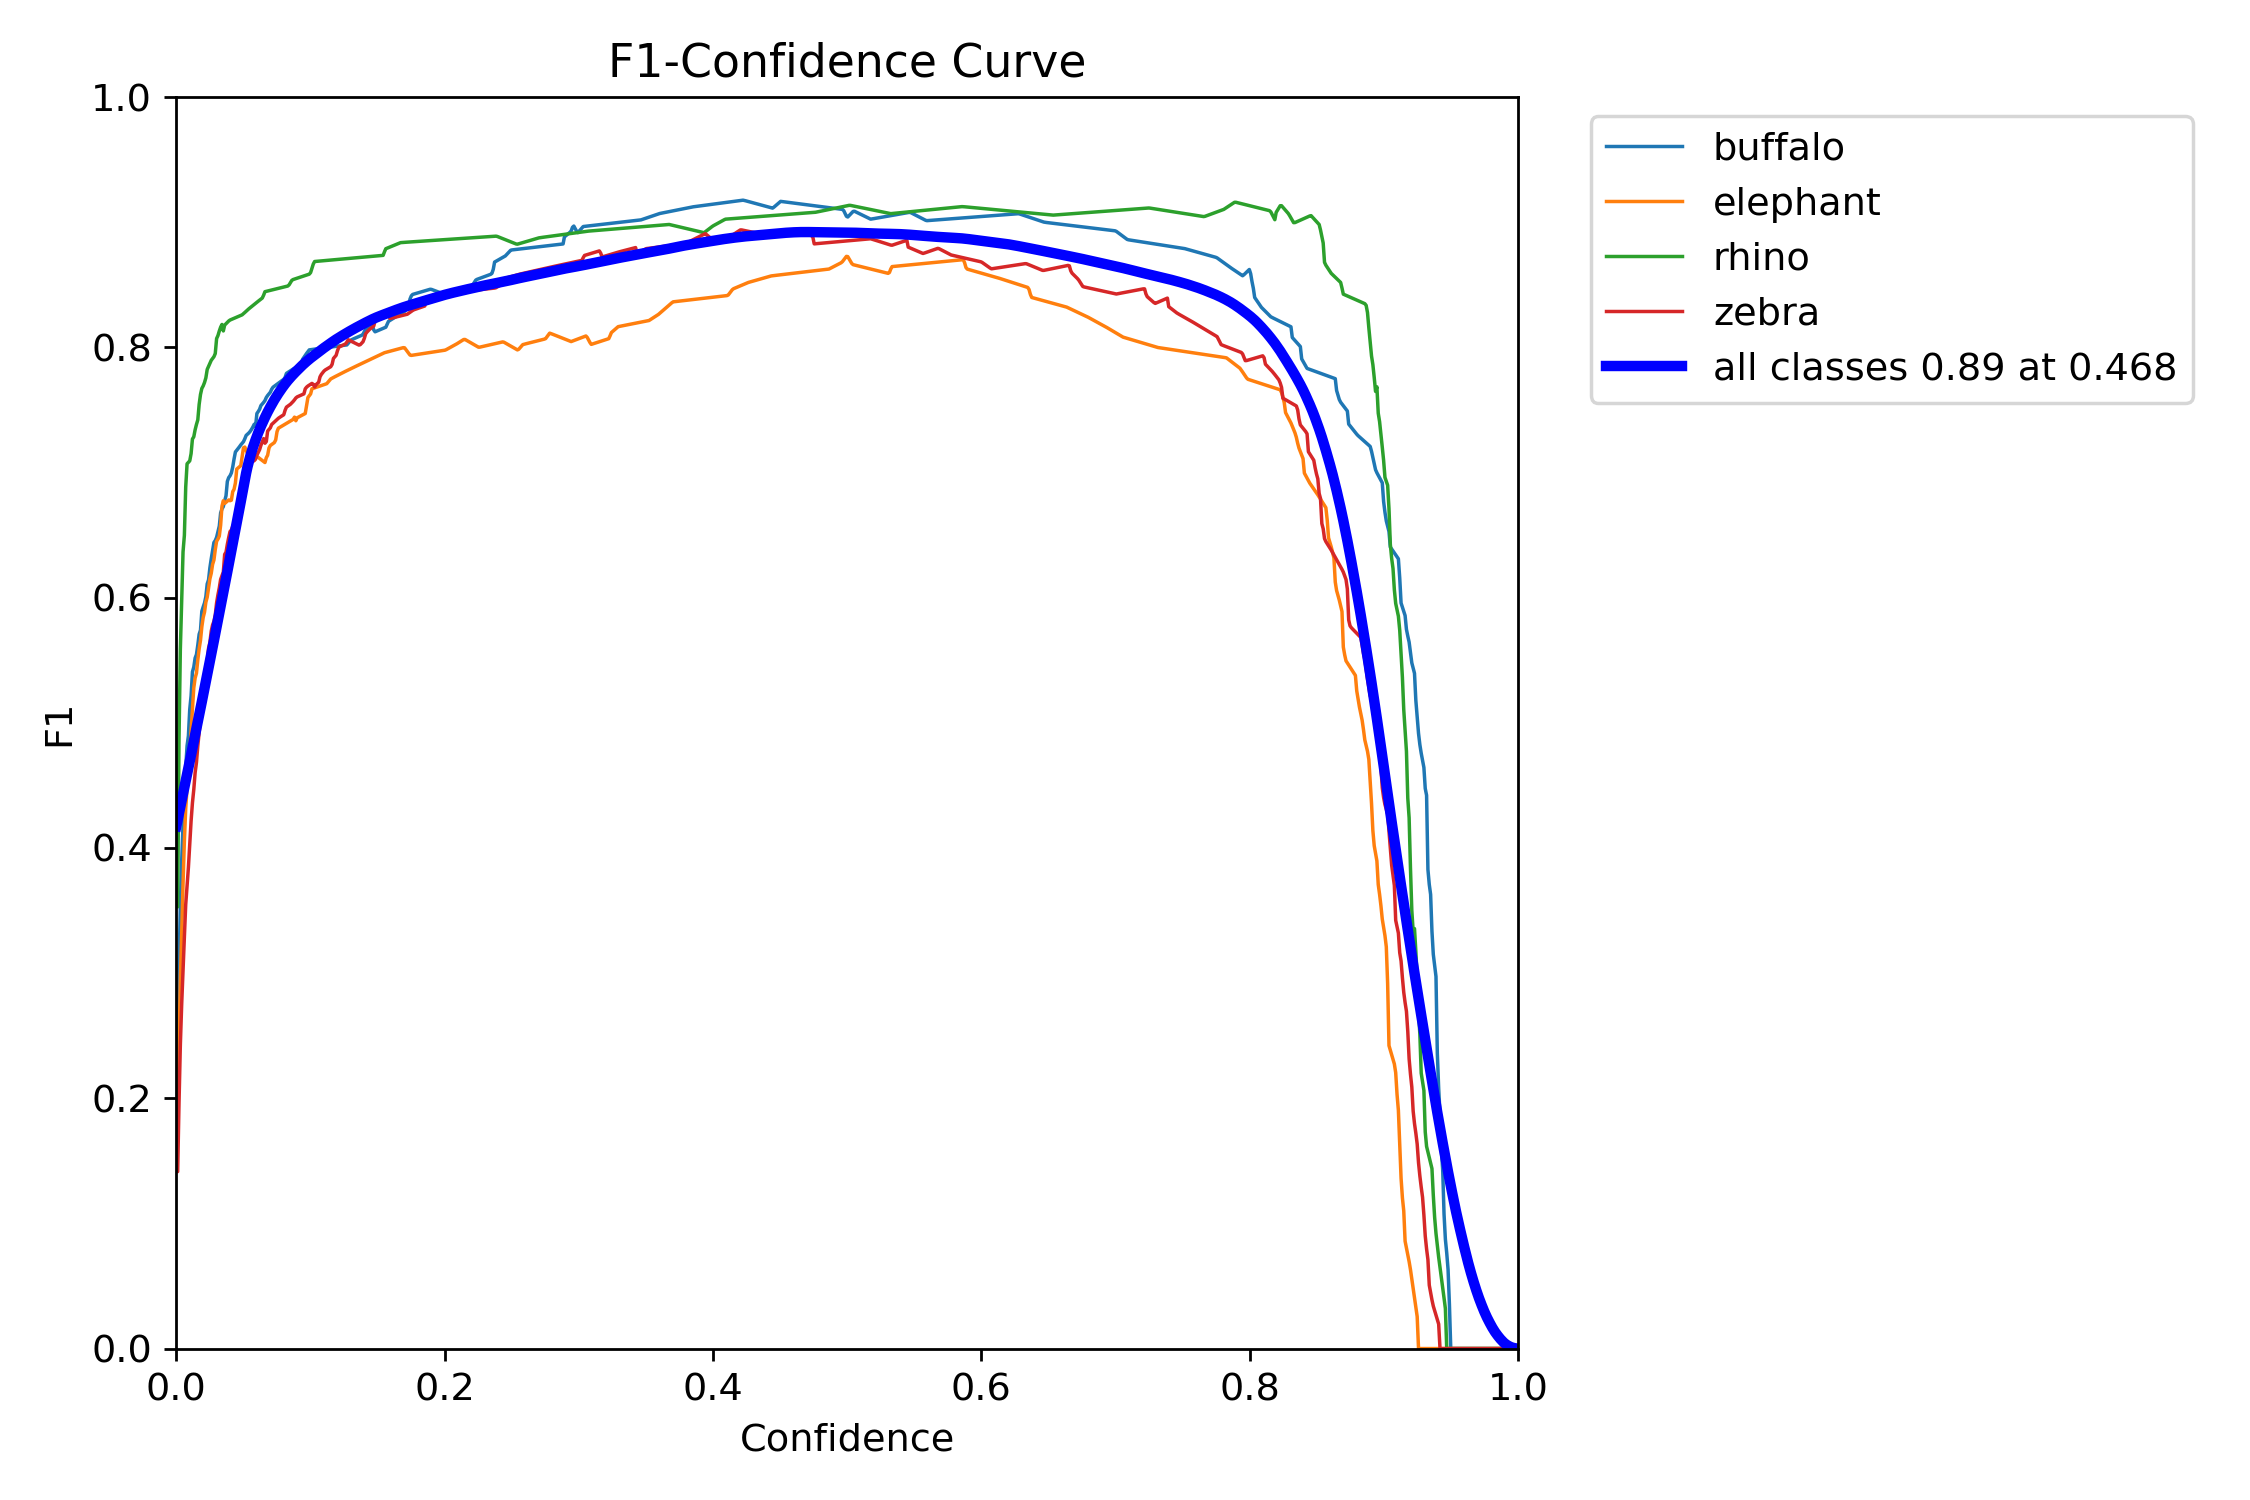 F1-Confidence Curve
1.0
0.8
0.6
0.4
0.2
0.0
F1
0.0 0.2 0.4 0.6 0.8 1.0
Confidence
buffalo
elephant
rhino
zebra
all classes 0.89 at 0.468